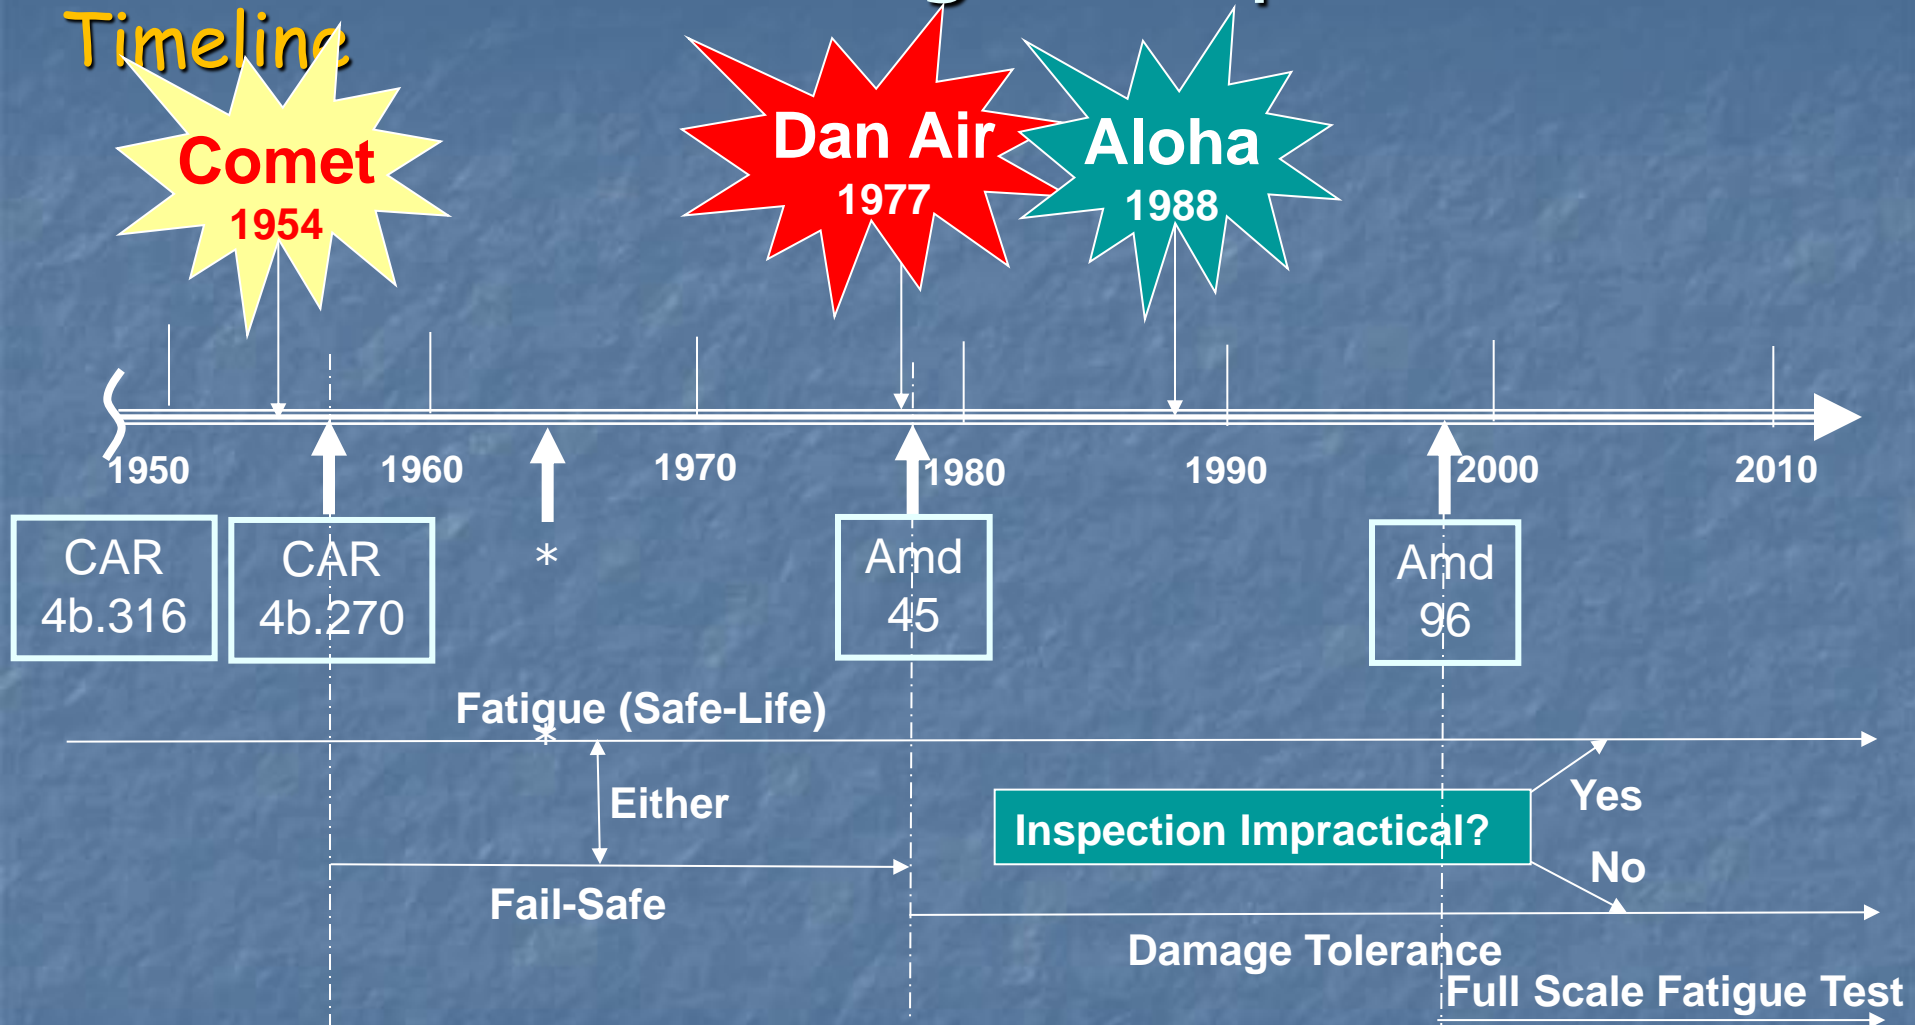 Timeline
Comet
1954
Dan Air
1977
Aloha
1988
1950
1960
1970
1980
1990
2000
2010
CAR
4b.316
CAR
4b.270
*
Amd
45
Amd
96
Fatigue (Safe-Life)
*
Either
Fail-Safe
Inspection Impractical?
Yes
No
Damage Tolerance
Full Scale Fatigue Test